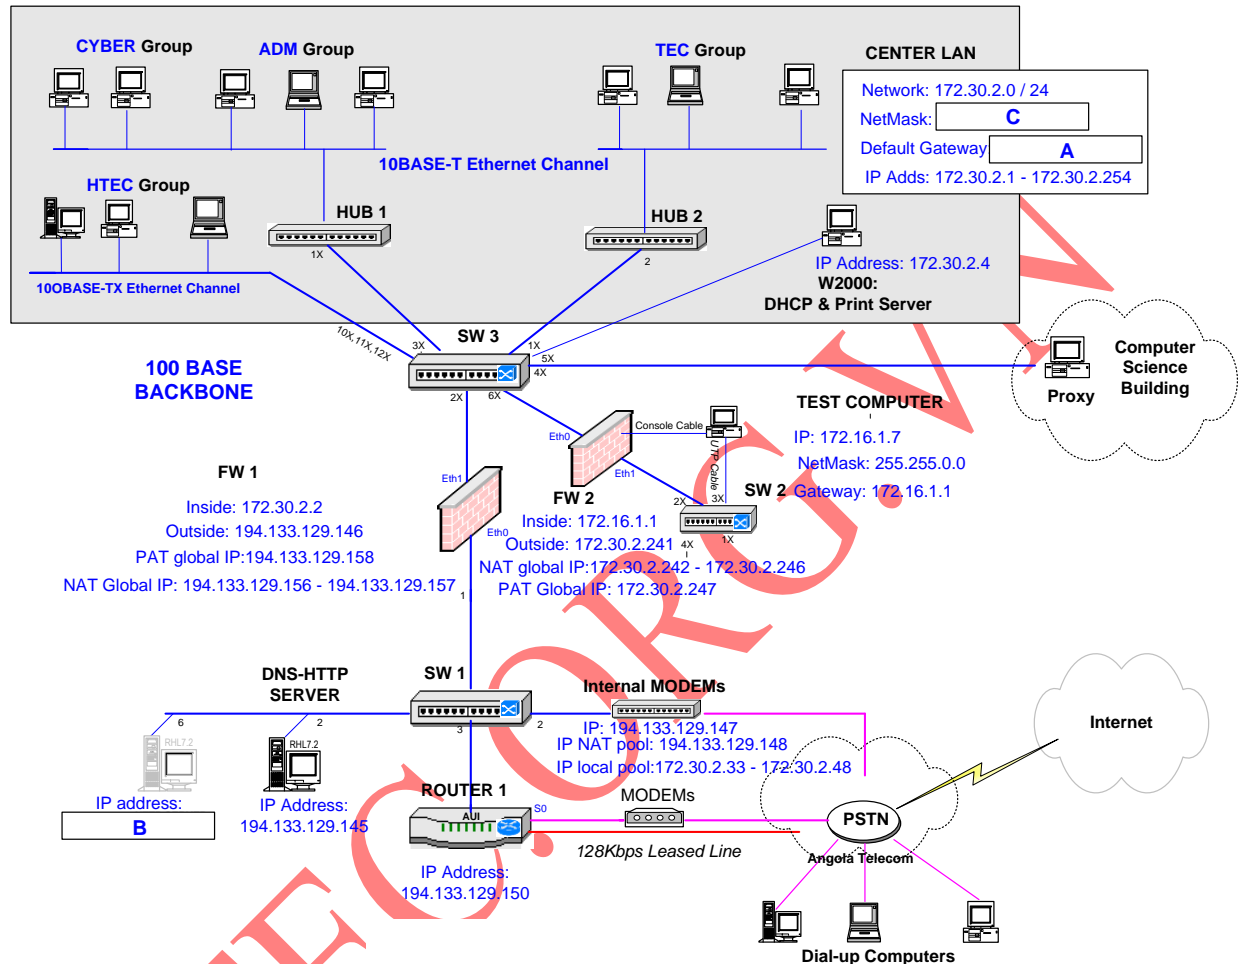 CYBER Group
ADM Group
TEC Group
CENTER LAN
Network: 172.30.2.0 / 24
NetMask:
C
Default Gateway
A
IP Adds: 172.30.2.1 - 172.30.2.254
10BASE-T Ethernet Channel
HTEC Group
HUB 1
1X
HUB 2
2
10OBASE-TX Ethernet Channel
IP Address: 172.30.2.4
W2000:
DHCP & Print Server
10X,11X,12X
3X
SW 3
1X
5X
4X
2X
6X
100 BASE
BACKBONE
Computer
Science
Building
Proxy
TEST COMPUTER
IP: 172.16.1.7
NetMask: 255.255.0.0
Gateway: 172.16.1.1
Console Cable
UTP Cable
Eth0
Eth1
FW 1
Inside: 172.30.2.2
Outside: 194.133.129.146
PAT global IP:194.133.129.158
NAT Global IP: 194.133.129.156 - 194.133.129.157
Eth1
Eth0
1
FW 2
Inside: 172.16.1.1
Outside: 172.30.2.241
NAT global IP:172.30.2.242 - 172.30.2.246
PAT Global IP: 172.30.2.247
SW 2
2X
3X
4X
1X
DNS-HTTP
SERVER
6
2
SW 1
3
2
Internal MODEMs
IP: 194.133.129.147
IP NAT pool: 194.133.129.148
IP local pool:172.30.2.33 - 172.30.2.48
Internet
RHL7.2
RHL7.2
IP address:
B
IP Address:
194.133.129.145
ROUTER 1
AUI
S0
MODEMs
IP Address:
194.133.129.150
128Kbps Leased Line
PSTN
Angola Telecom
Dial-up Computers
TEC.ORG.VN